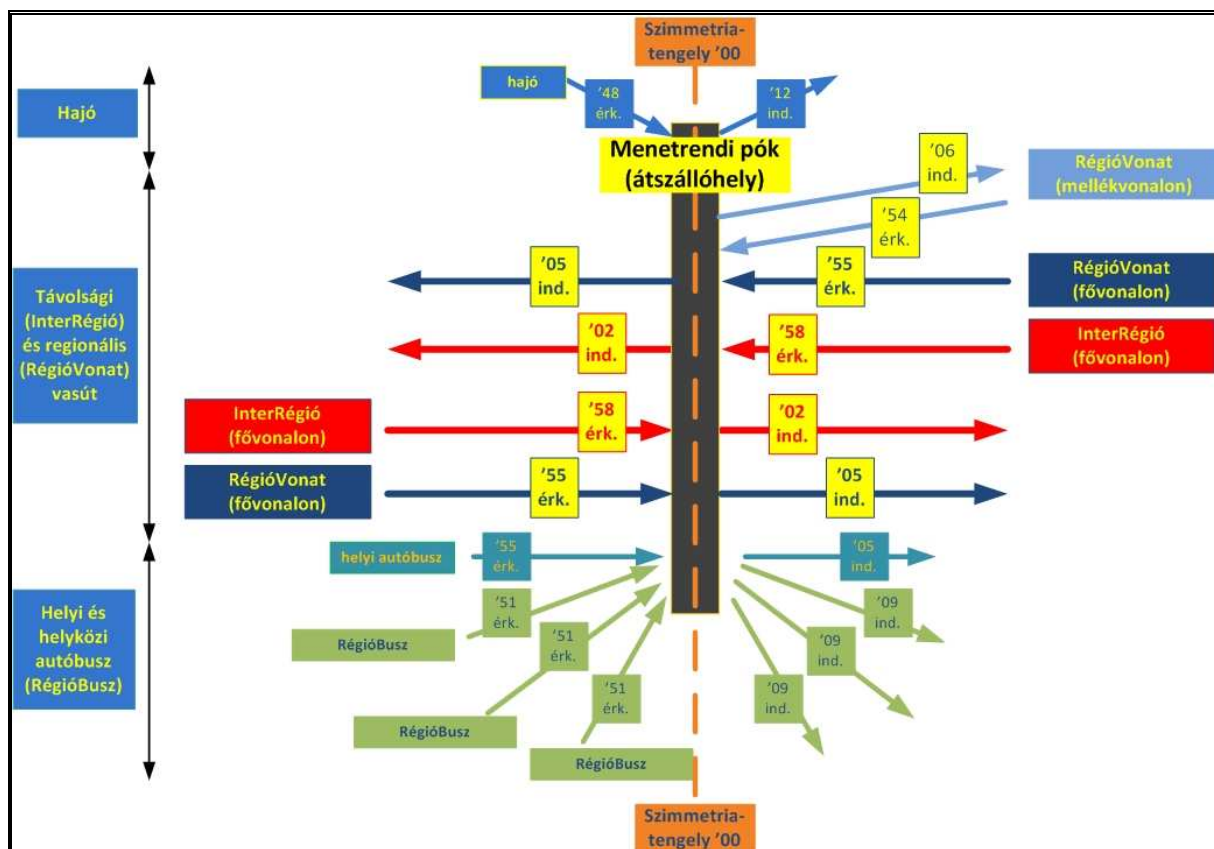 Szimmetria-
tengely '00
hajó
'48
érk.
'12
ind.
Hajó
Menetrendi pók
(átszállóhely)
'06
ind.
RégióVonat
(mellékvonalon)
'54
érk.
'05
ind.
'55
érk.
RégióVonat
(fővonalon)
Távolsági
(InterRégió)
és regionális
(RégióVonat)
vasút
'02
ind.
'58
érk.
InterRégió
(fővonalon)
InterRégió
(fővonalon)
'58
érk.
'02
ind.
RégióVonat
(fővonalon)
'55
érk.
'05
ind.
helyi autóbusz
'55
érk.
'05
ind.
Helyi és
helyközi
autóbusz
(RégióBusz)
'51
érk.
'09
ind.
RégióBusz
'51
érk.
'09
ind.
'51
érk.
'09
ind.
RégióBusz
RégióBusz
Szimmetria-
tengely '00